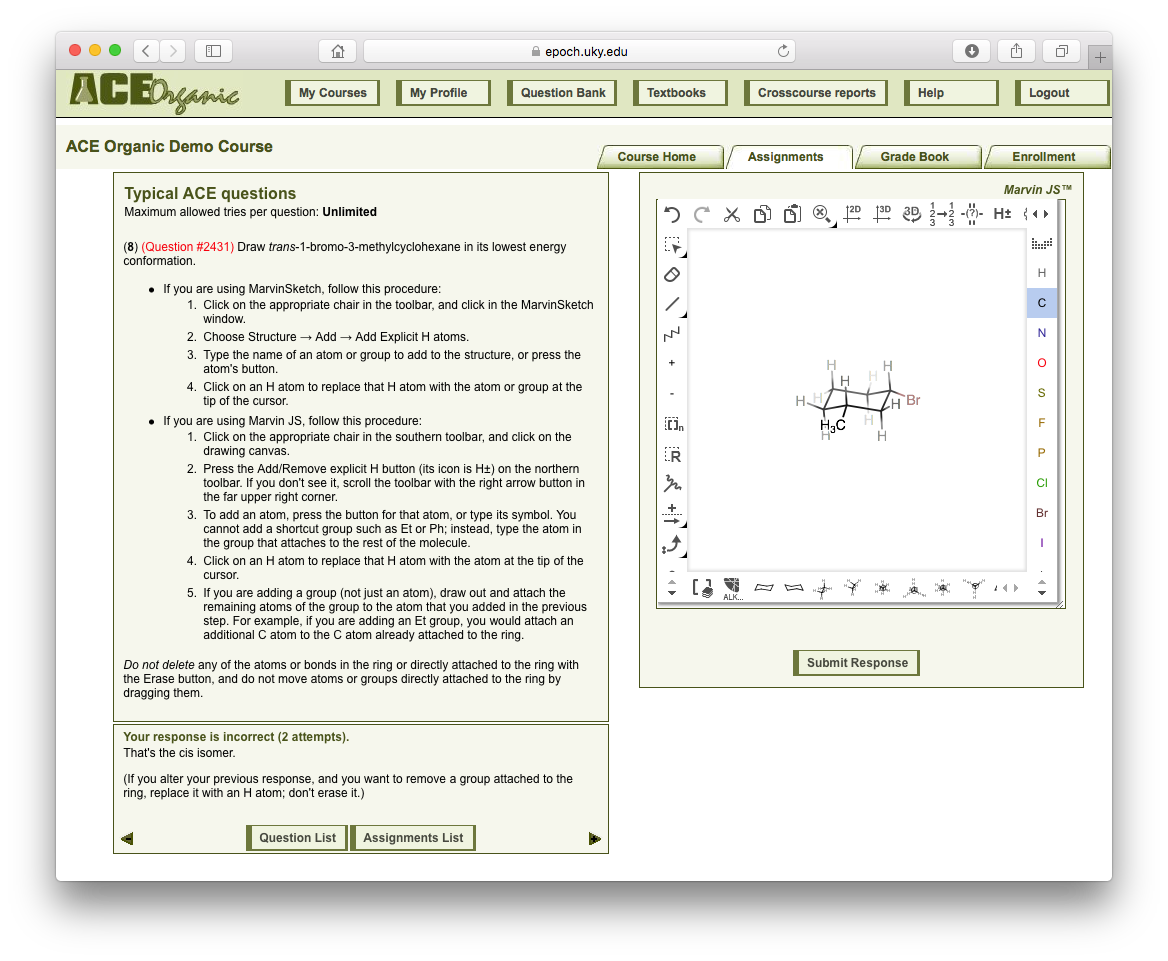 epoch.uky.edu
ACE Organic
My Courses
My Profile
Question Bank
Textbooks
Crosscourse reports
Help
Logout
ACE Organic Demo Course
Course Home
Assignments
Grade Book
Enrollment
Typical ACE questions
Maximum allowed tries per question: Unlimited
(8) (Question #2431) Draw trans-1-bromo-3-methylcyclohexane in its lowest energy
conformation.
• If you are using MarvinSketch, follow this procedure:
1. Click on the appropriate chair in the toolbar, and click in the MarvinSketch
window.
2. Choose Structure → Add → Add Explicit H atoms.
3. Type the name of an atom or group to add to the structure, or press the
atom's button.
4. Click on an H atom to replace that H atom with the atom or group at the
tip of the cursor.
• If you are using Marvin JS, follow this procedure:
1. Click on the appropriate chair in the southern toolbar, and click on the
drawing canvas.
2. Press the Add/Remove explicit H button (its icon is H±) on the northern
toolbar. If you don't see it, scroll the toolbar with the right arrow button in
the far upper right corner.
3. To add an atom, press the button for that atom, or type its symbol. You
cannot add a shortcut group such as Et or Ph; instead, type the atom in
the group that attaches to the rest of the molecule.
4. Click on an H atom to replace that H atom with the atom at the tip of the
cursor.
5. If you are adding a group (not just an atom), draw out and attach the
remaining atoms of the group to the atom that you added in the previous
step. For example, if you are adding an Et group, you would attach an
additional C atom to the C atom already attached to the ring.
Do not delete any of the atoms or bonds in the ring or directly attached to the ring with
the Erase button, and do not move atoms or groups directly attached to the ring by
dragging them.
Your response is incorrect (2 attempts).
That's the cis isomer.
(If you alter your previous response, and you want to remove a group attached to the
ring, replace it with an H atom; don't erase it.)
Question List
Assignments List
Marvin JS™
2D
3D
3D
1 2 3 → 1 2 3
(?)
H±
H
C
N
O
S
F
P
Cl
Br
I
+
-
[ ]n
R
H
H
H
H
H
H
Br
H
H
H₃C
H
H
H
ALK...
Submit Response